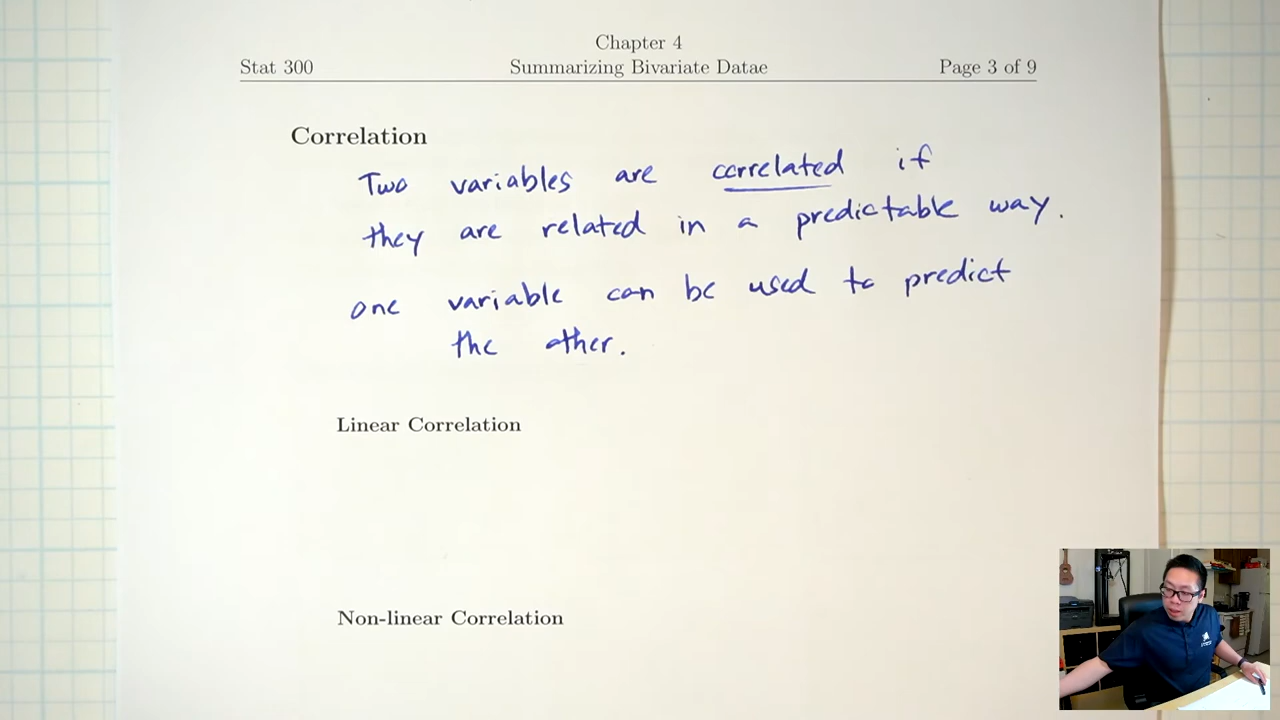 Chapter 4
Stat 300 Summarizing Bivariate Datae Page 3 of 9
Correlation
Two variables are correlated if
they are related in a predictable way.
one variable can be used to predict
the other.
Linear Correlation
Non-linear Correlation